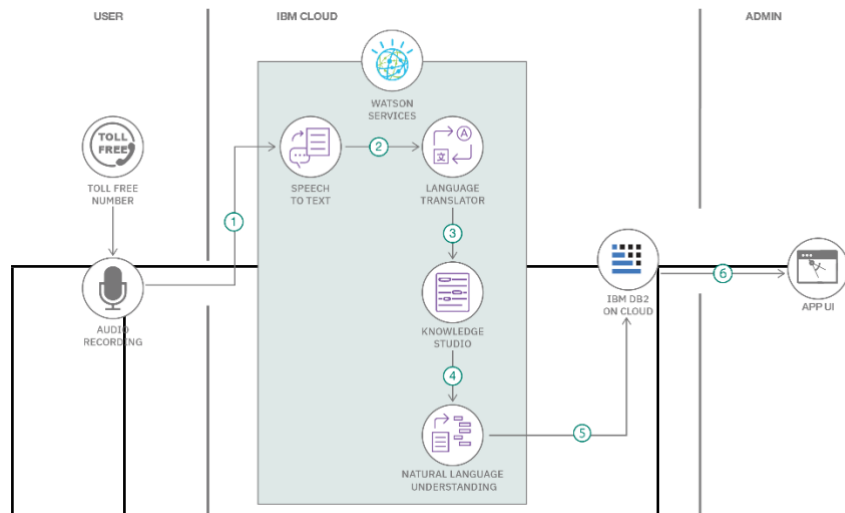 USER
IBM CLOUD
ADMIN
WATSON
SERVICES
TOLL
FREE
TOLL FREE
NUMBER
1
SPEECH
TO TEXT
2
A
文
LANGUAGE
TRANSLATOR
3
AUDIO
RECORDING
KNOWLEDGE
STUDIO
4
NATURAL LANGUAGE
UNDERSTANDING
5
IBM DB2
ON CLOUD
6
APP UI